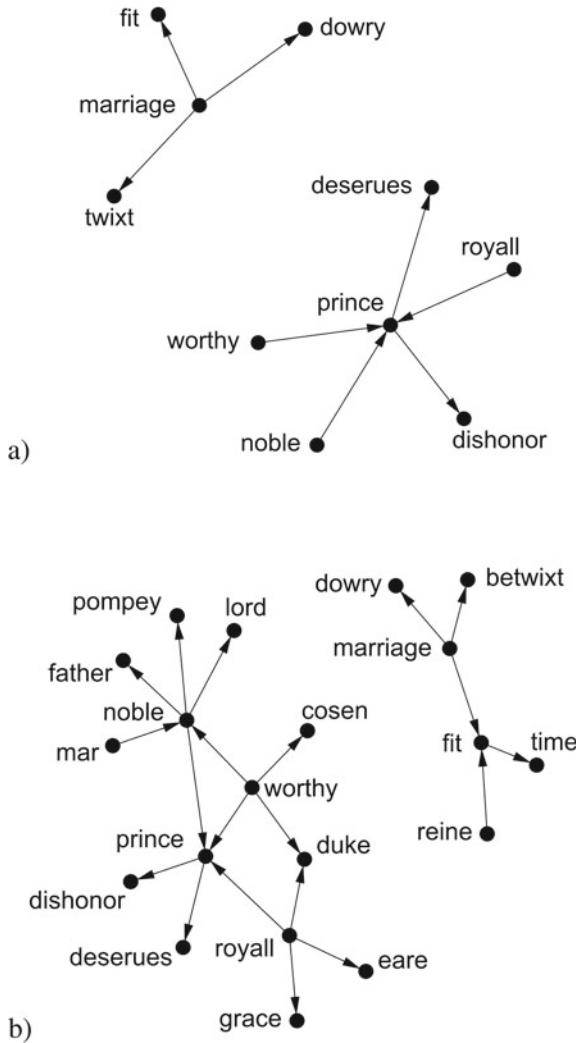 fit
dowry
marriage
twixt
deserues
royall
prince
worthy
noble
dishonor
a)
dowry
betwixt
pompey
lord
marriage
father
noble
cosen
fit
time
mar
worthy
reine
prince
duke
dishonor
deserues
royall
eare
grace
b)